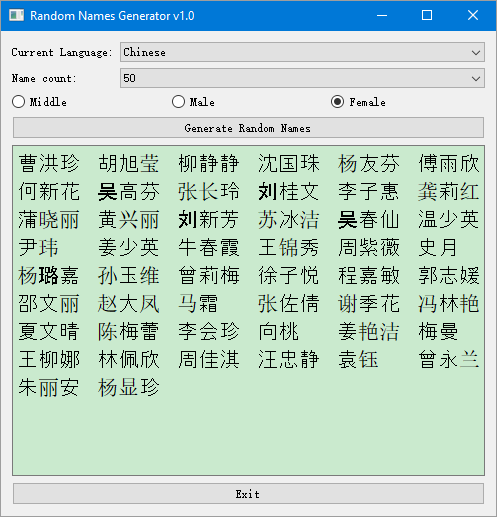 Random Names Generator v1.0
Current Language: Chinese
Name count: 50
Middle Male Female
Generate Random Names
曹洪珍 胡旭莹 柳静静 沈国珠 杨友芬 傅雨欣
何新花 吴高芬 张长玲 刘桂文 李子惠 龚莉红
蒲晓丽 黄兴丽 刘新芳 苏冰洁 吴春仙 温少英
尹玮 姜少英 牛春霞 王锦秀 周紫薇 史月
杨璐嘉 孙玉维 曾莉梅 徐子悦 程嘉敏 郭志媛
邵文丽 赵大凤 马霜 张佐倩 谢季花 冯林艳
夏文晴 陈梅蕾 李会珍 向桃 姜艳洁 梅曼
王柳娜 林佩欣 周佳淇 汪忠静 袁钰 曾永兰
朱丽安 杨显珍
Exit